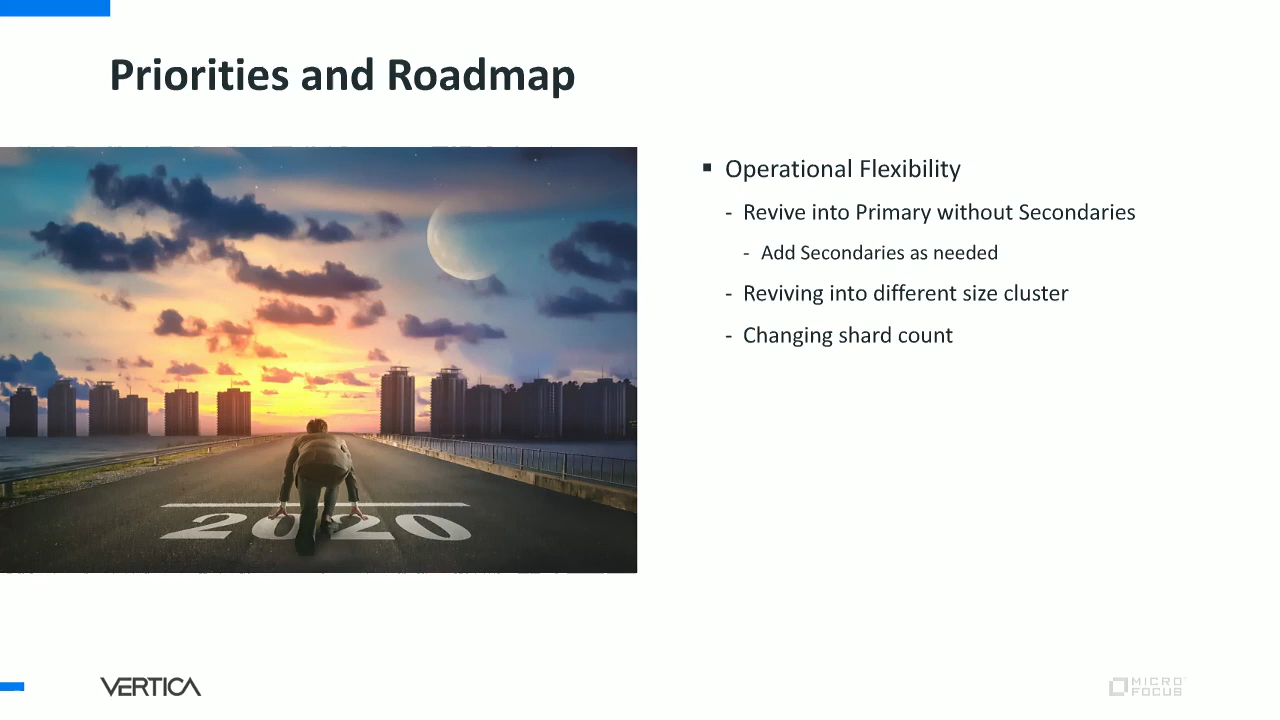 Priorities and Roadmap
▪ Operational Flexibility
- Revive into Primary without Secondaries
- Add Secondaries as needed
- Reviving into different size cluster
- Changing shard count
2020
VERTICA
MICRO
FOCUS